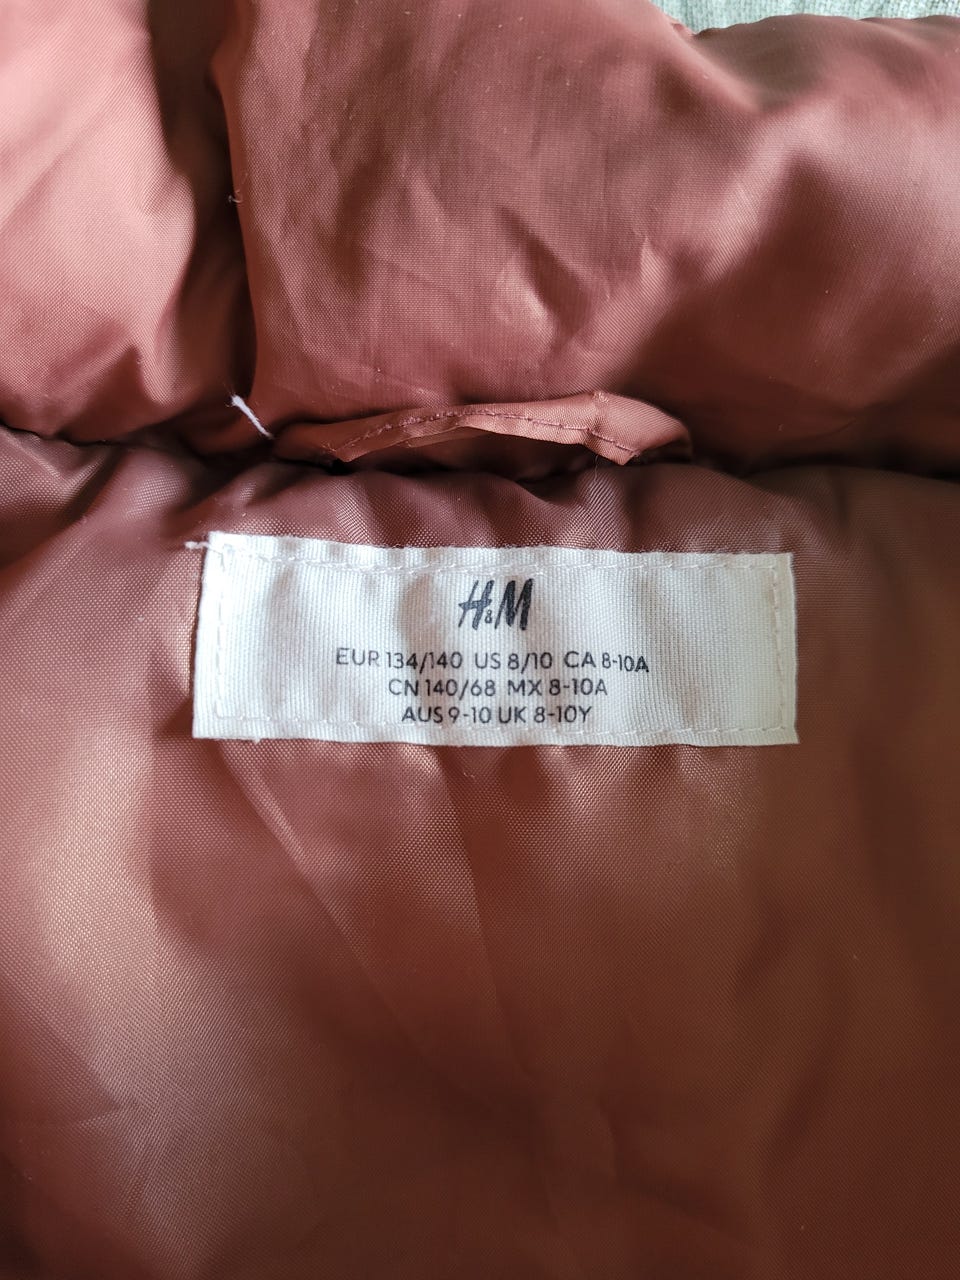 H&M
EUR 134/140 US 8/10 CA 8-10A
CN 140/68 MX 8-10A
AUS 9-10 UK 8-10Y